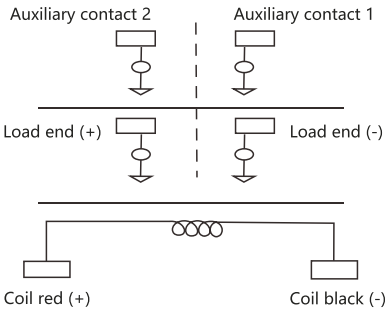 Auxiliary contact 2
Auxiliary contact 1
Load end (+)
Load end (-)
Coil red (+)
Coil black (-)